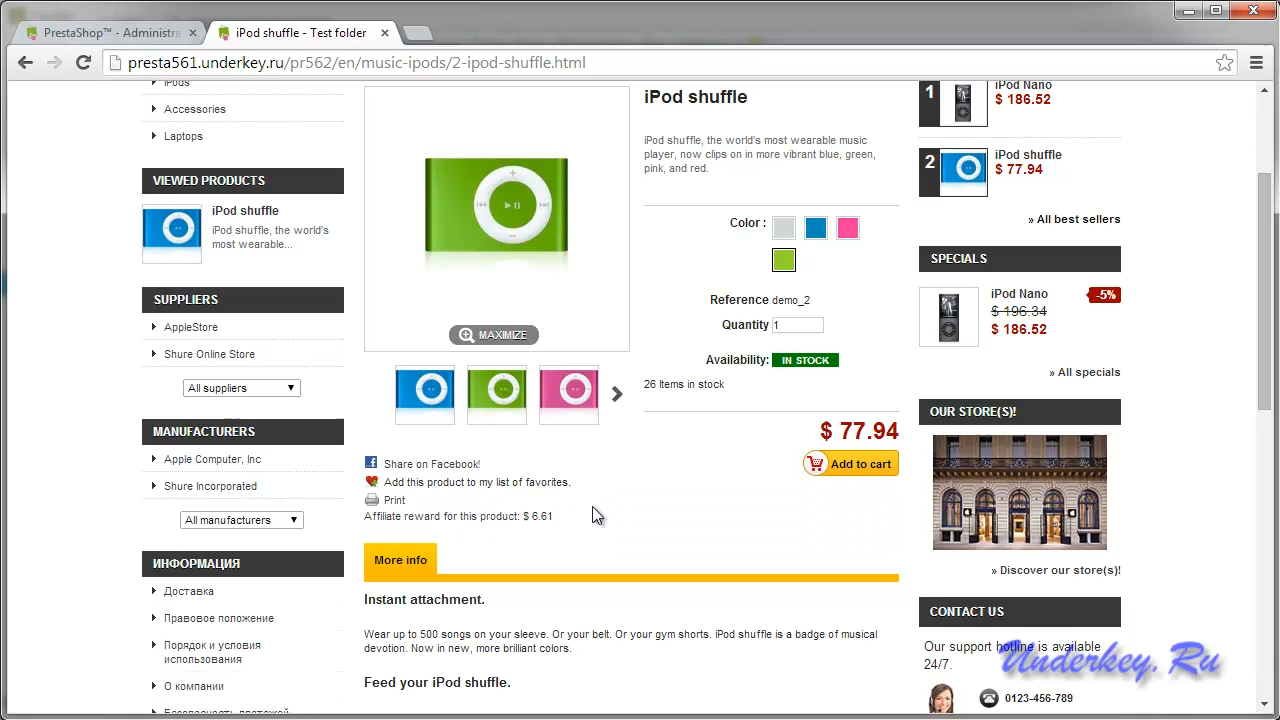 PrestaShop™ - Administra
iPod shuffle - Test folder
presta561.underkey.ru/pr562/en/music-ipods/2-ipod-shuffle.html
iPods
Accessories
Laptops
VIEWED PRODUCTS
iPod shuffle
iPod shuffle, the world's
most wearable...
SUPPLIERS
AppleStore
Shure Online Store
All suppliers
MANUFACTURERS
Apple Computer, Inc
Shure Incorporated
All manufacturers
ИНФОРМАЦИЯ
Доставка
Правовое положение
Порядок и условия
использования
О компании
Безопасность платежей
MAXIMIZE
Share on Facebook!
Add this product to my list of favorites.
Print
Affiliate reward for this product: $ 6.61
iPod shuffle
iPod shuffle, the world's most wearable music
player, now clips on in more vibrant blue, green,
pink, and red.
Color :
Reference demo_2
Quantity 1
Availability: IN STOCK
26 Items in stock
$ 77.94
Add to cart
More info
Instant attachment.
Wear up to 500 songs on your sleeve. Or your belt. Or your gym shorts. iPod shuffle is a badge of musical
devotion. Now in new, more brilliant colors.
Feed your iPod shuffle.
1
iPod Nano
$ 186.52
2
iPod shuffle
$ 77.94
» All best sellers
SPECIALS
iPod Nano
-5%
$ 196.34
$ 186.52
» All specials
OUR STORE(S)!
» Discover our store(s)!
CONTACT US
Our support hotline is available
24/7.
0123-456-789
Underkey.Ru